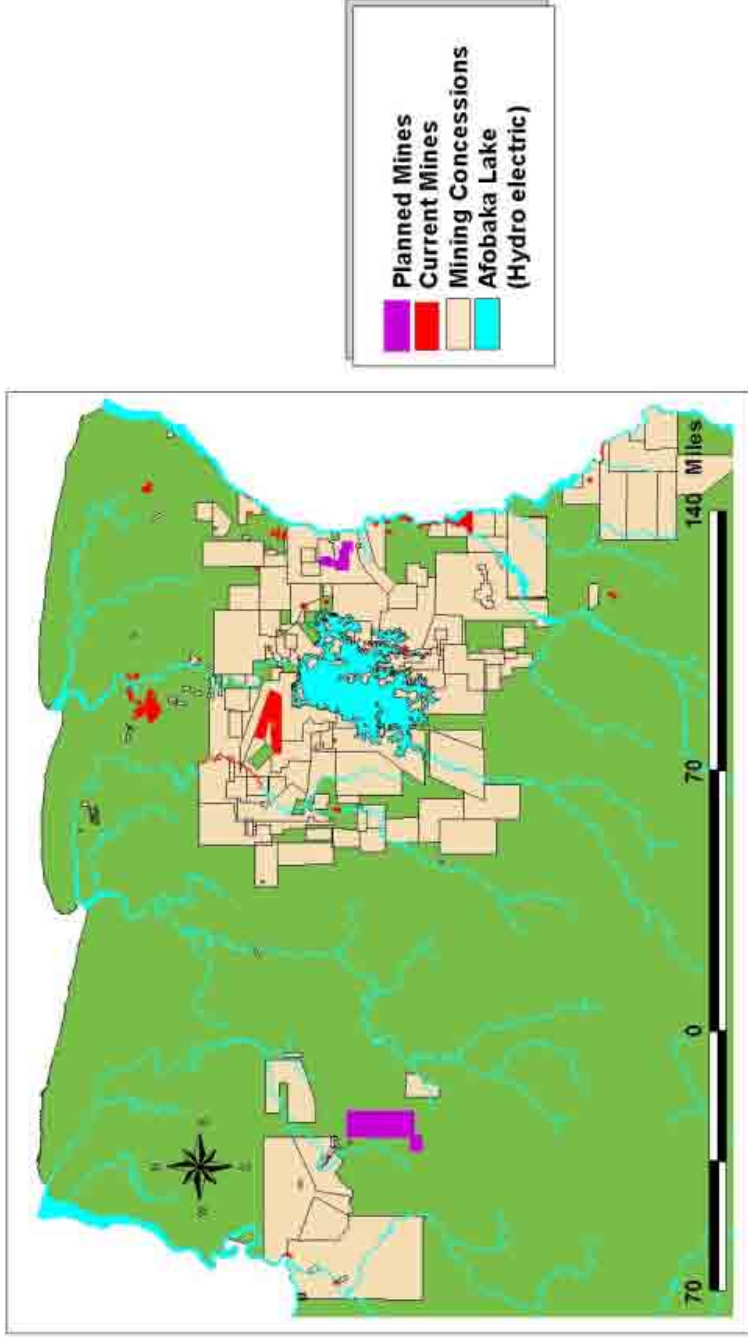 N
E
S
W
70
0
70
140 Miles
Planned Mines
Current Mines
Mining Concessions
Afobaka Lake
(Hydro electric)